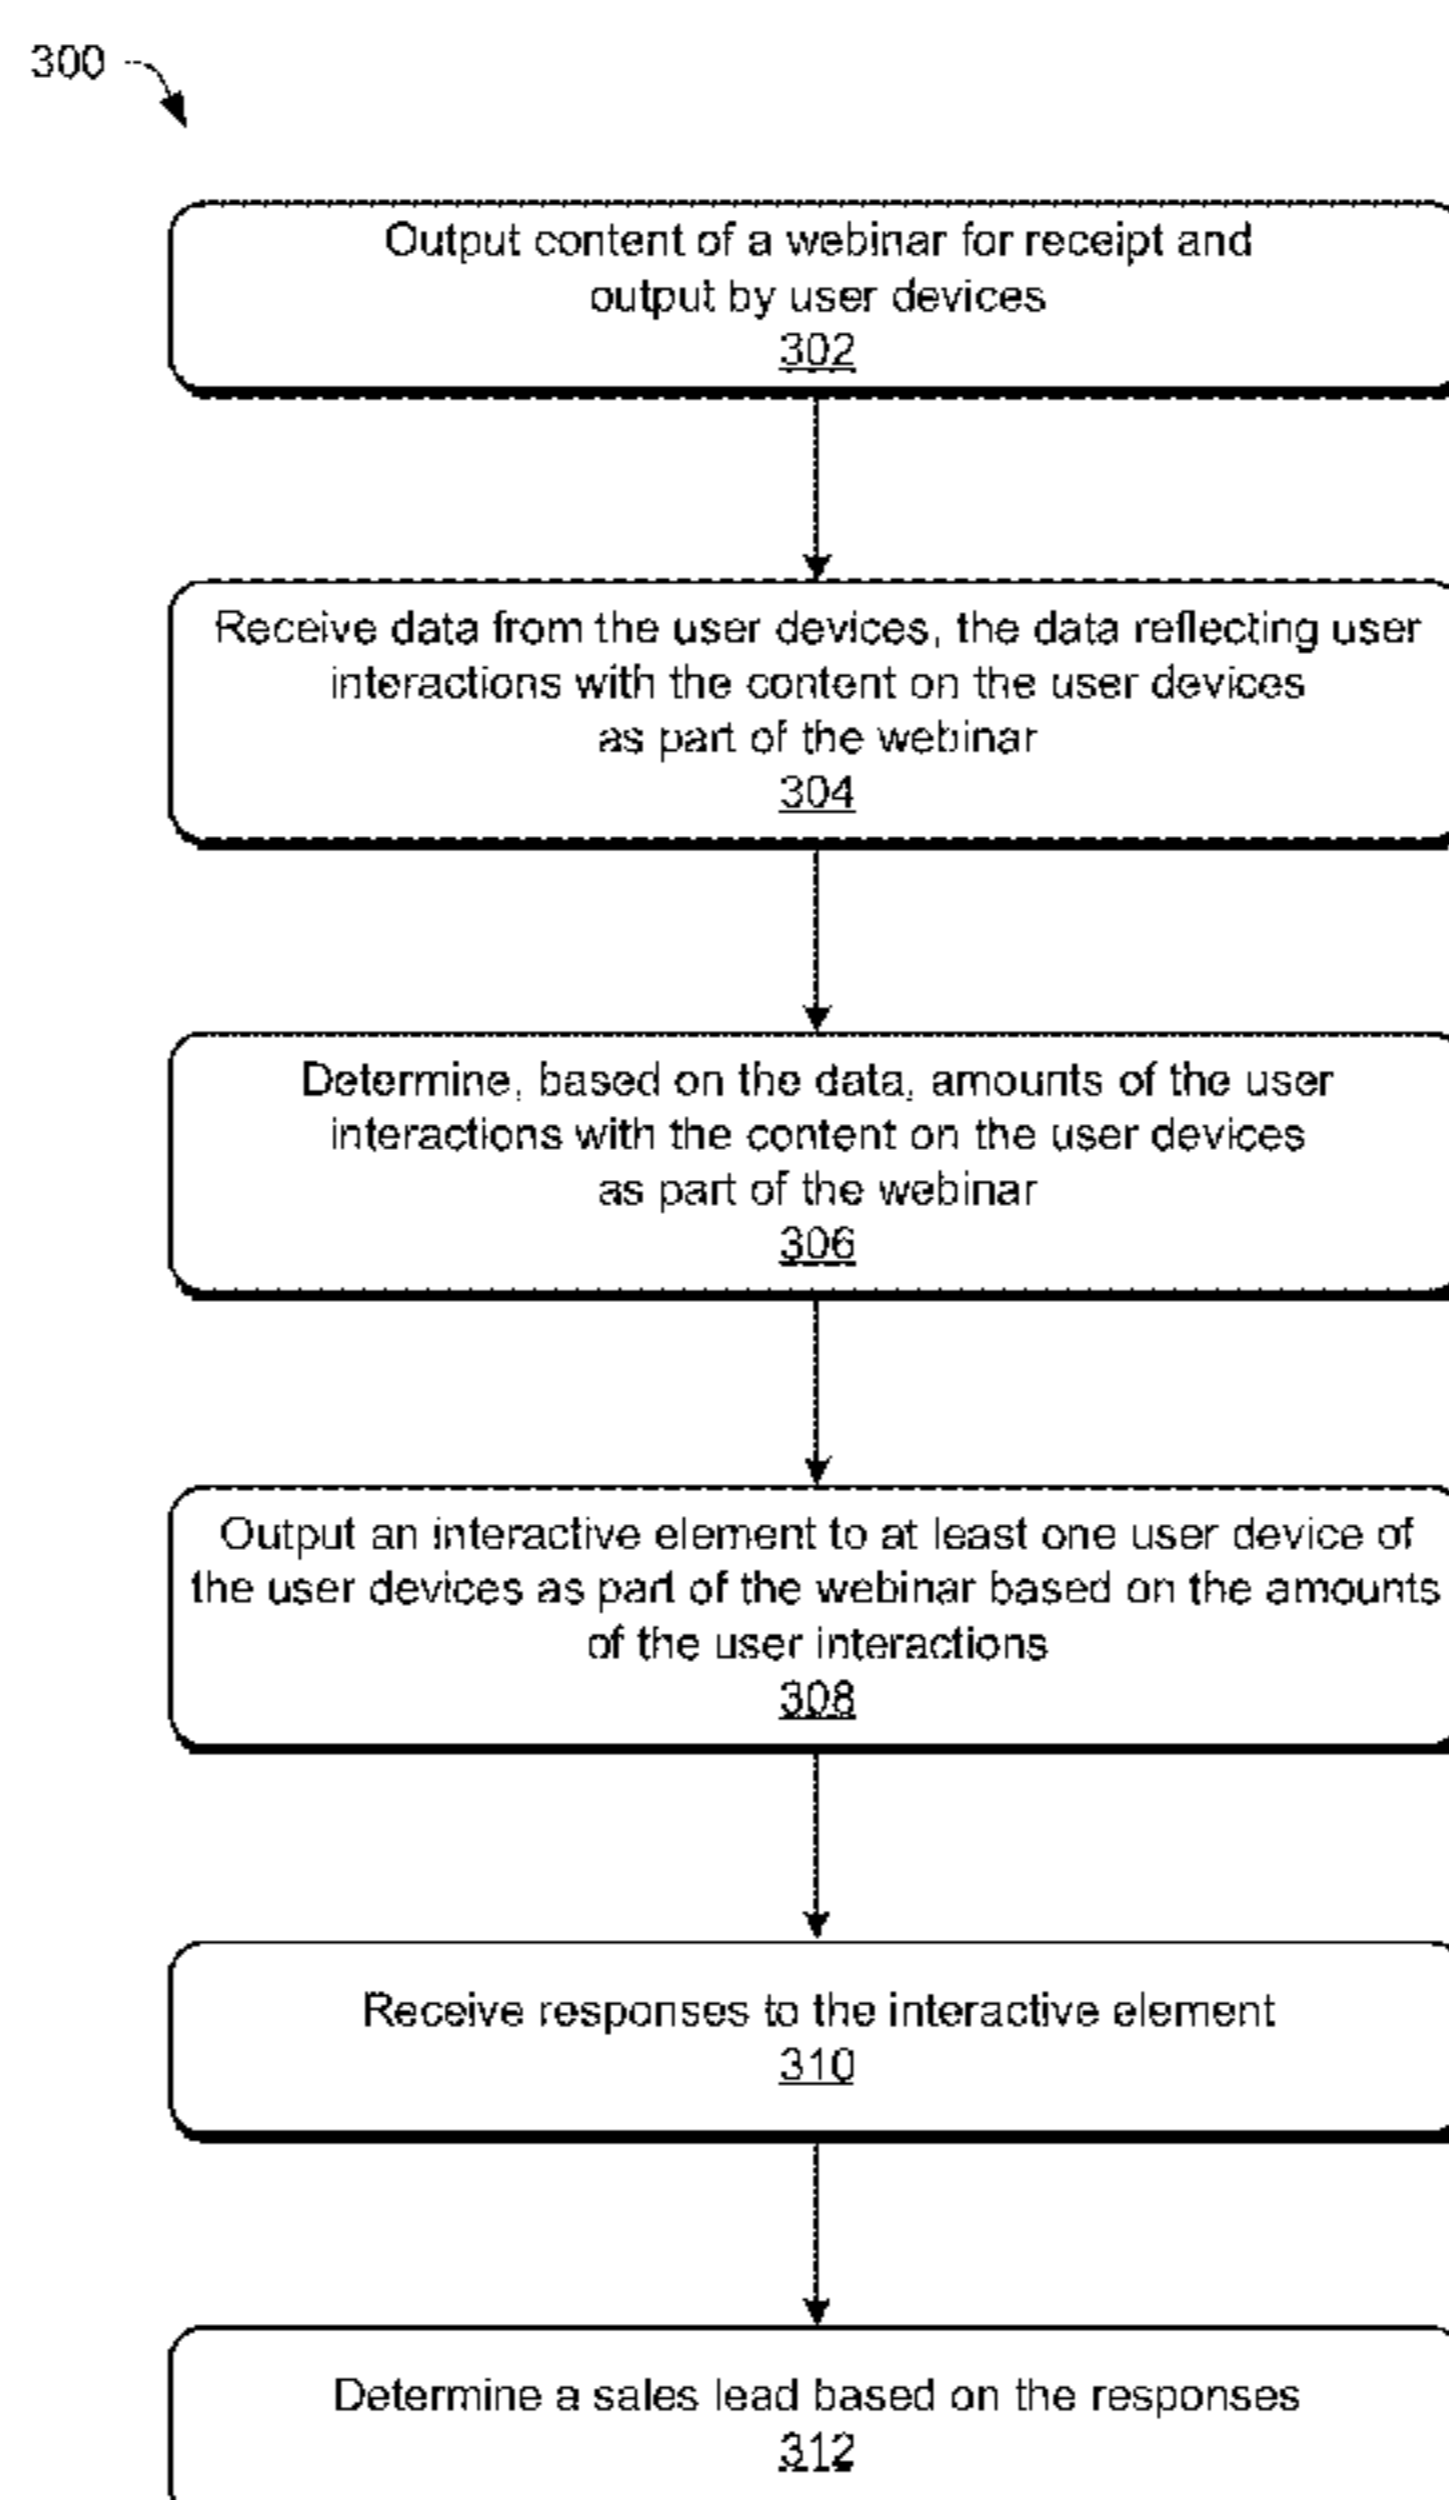 300
Output content of a webinar for receipt and
output by user devices
302
Receive data from the user devices, the data reflecting user
interactions with the content on the user devices
as part of the webinar
304
Determine, based on the data, amounts of the user
interactions with the content on the user devices
as part of the webinar
306
Output an interactive element to at least one user device of
the user devices as part of the webinar based on the amounts
of the user interactions
308
Receive responses to the interactive element
310
Determine a sales lead based on the responses
312